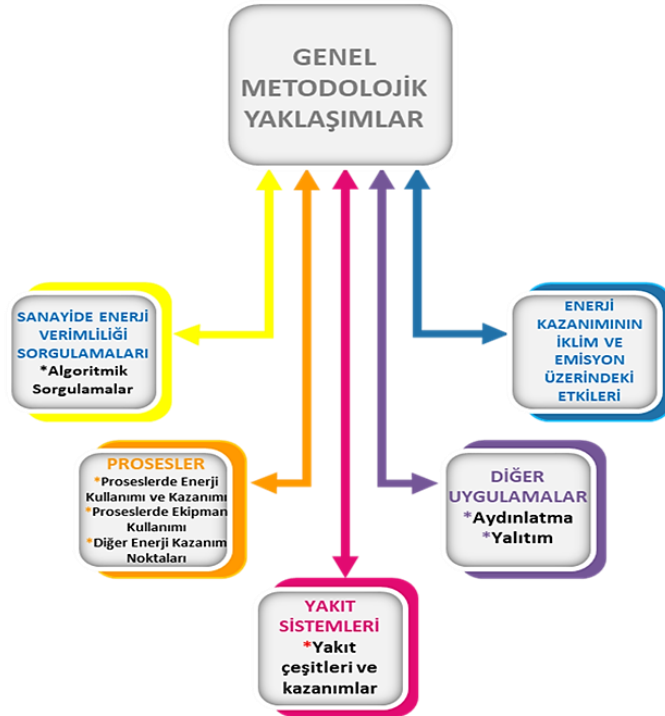 GENEL
METODOLOJİK
YAKLAŞIMLAR
SANAYİDE ENERJİ
VERİMLİLİĞİ
SORGULAMALARI
*Algoritmik
Sorgulamalar
ENERJİ
KAZANIMININ
İKLİM VE
EMİSYON
ÜZERİNDEKİ
ETKİLERİ
PROSESLER
*Proseslerde Enerji
Kullanımı ve Kazanımı
*Proseslerde Ekipman
Kullanımı
*Diğer Enerji Kazanım
Noktaları
DİĞER
UYGULAMALAR
*Aydınlatma
*Yalıtım
YAKIT
SİSTEMLERİ
*Yakıt
çeşitleri ve
kazanımlar